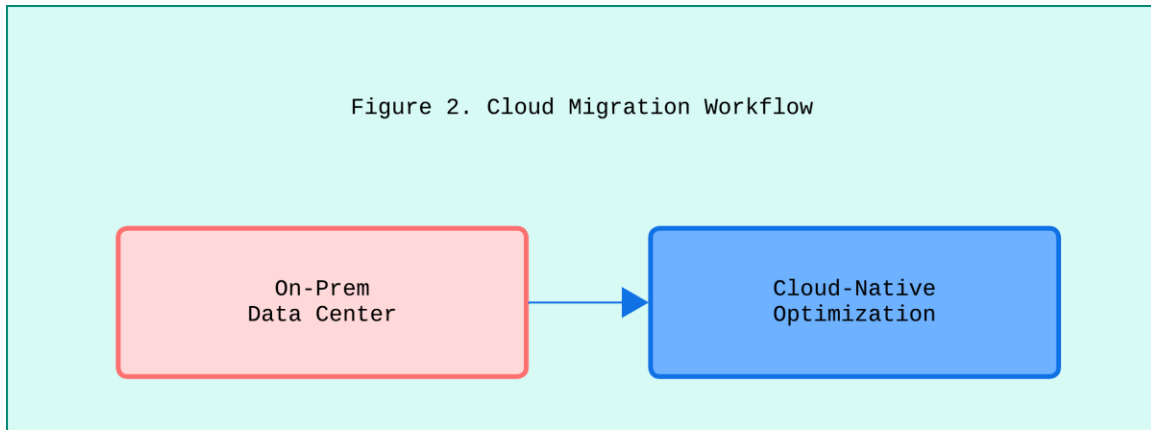 Figure 2. Cloud Migration Workflow
On-Prem
Data Center
Cloud-Native
Optimization